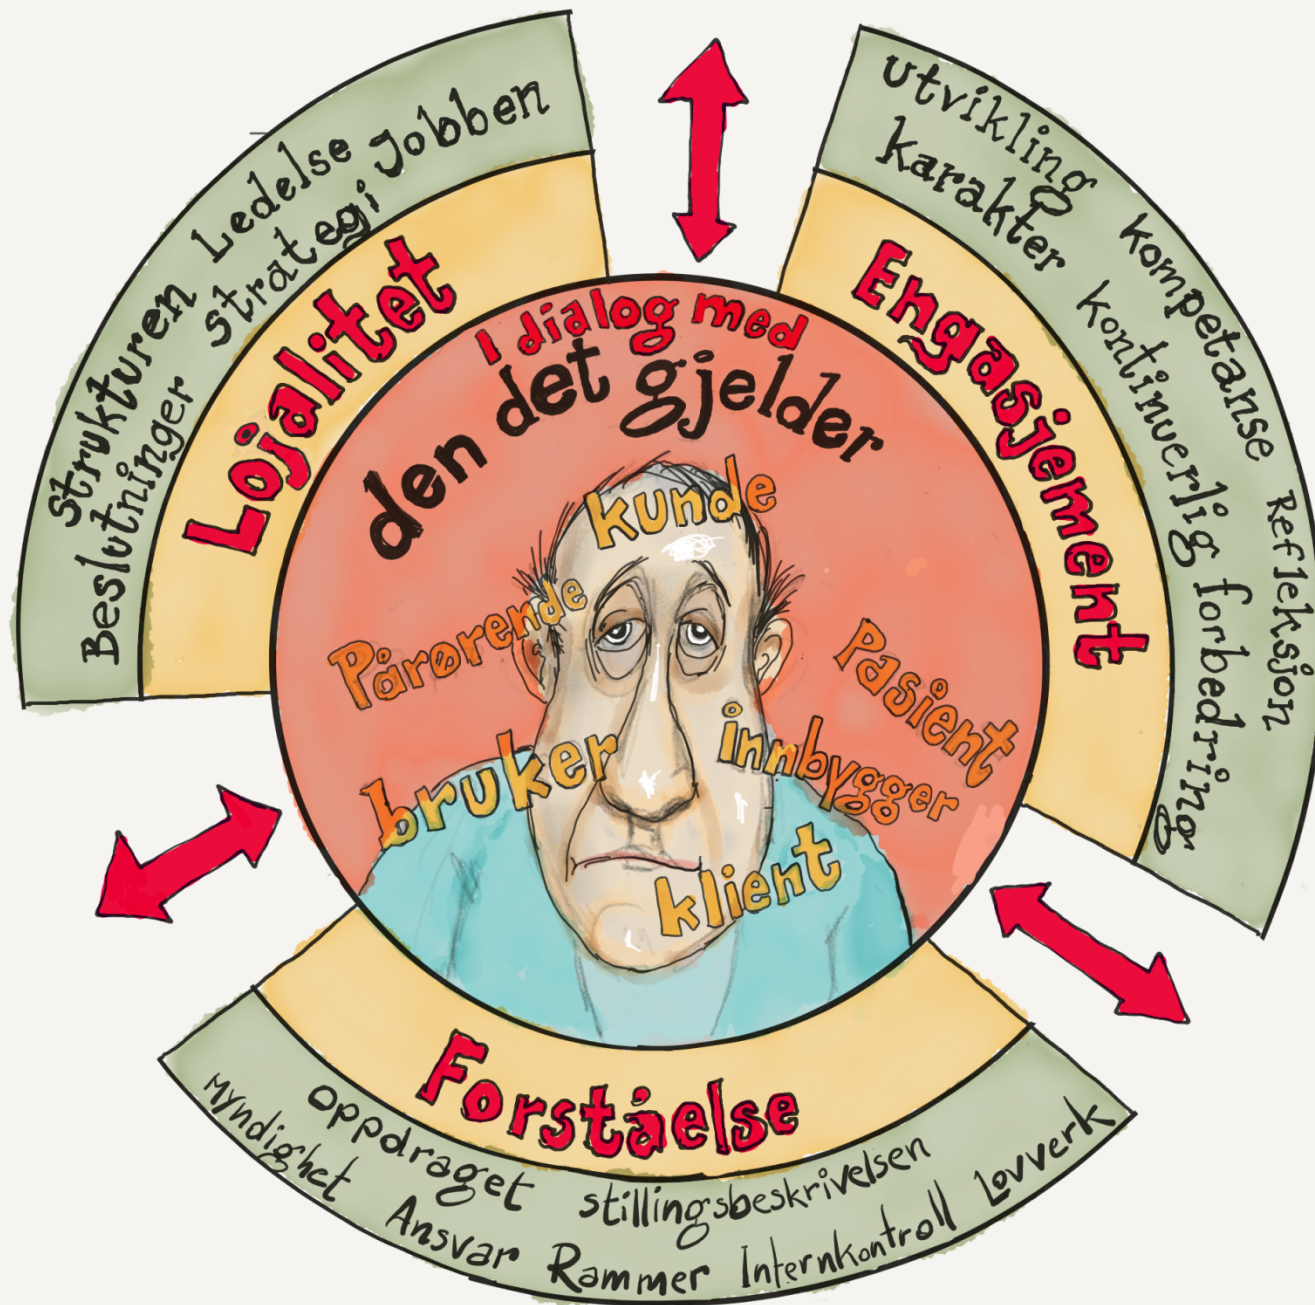 Strukturen Ledelse jobben
Beslutninger strategi
Lojalitet
utvikling kompetanse Refleksjon
karakter kontinuerlig forbedring
Engasjement
I dialog med
den det gjelder
kunde
Pårørende
Pasient
bruker
innbygger
klient
Forståelse
oppdraget stillingsbeskrivelsen
Myndighet Ansvar Rammer Internkontroll Lovverk